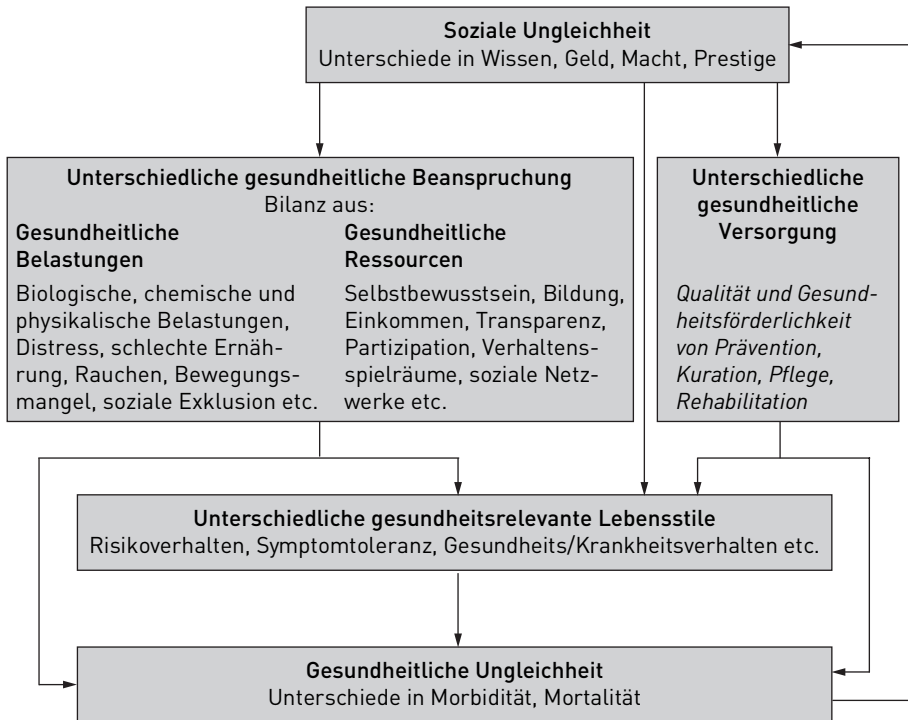 Soziale Ungleichheit
Unterschiede in Wissen, Geld, Macht, Prestige
Unterschiedliche gesundheitliche Beanspruchung
Bilanz aus:
Gesundheitliche
Belastungen
Biologische, chemische und
physikalische Belastungen,
Distress, schlechte Ernäh-
rung, Rauchen, Bewegungs-
mangel, soziale Exklusion etc.
Gesundheitliche
Ressourcen
Selbstbewusstsein, Bildung,
Einkommen, Transparenz,
Partizipation, Verhaltens-
spielräume, soziale Netz-
werke etc.
Unterschiedliche
gesundheitliche
Versorgung
Qualität und Gesund-
heitsförderlichkeit
von Prävention,
Kuration, Pflege,
Rehabilitation
Unterschiedliche gesundheitsrelevante Lebensstile
Risikoverhalten, Symptomtoleranz, Gesundheits/Krankheitsverhalten etc.
Gesundheitliche Ungleichheit
Unterschiede in Morbidität, Mortalität